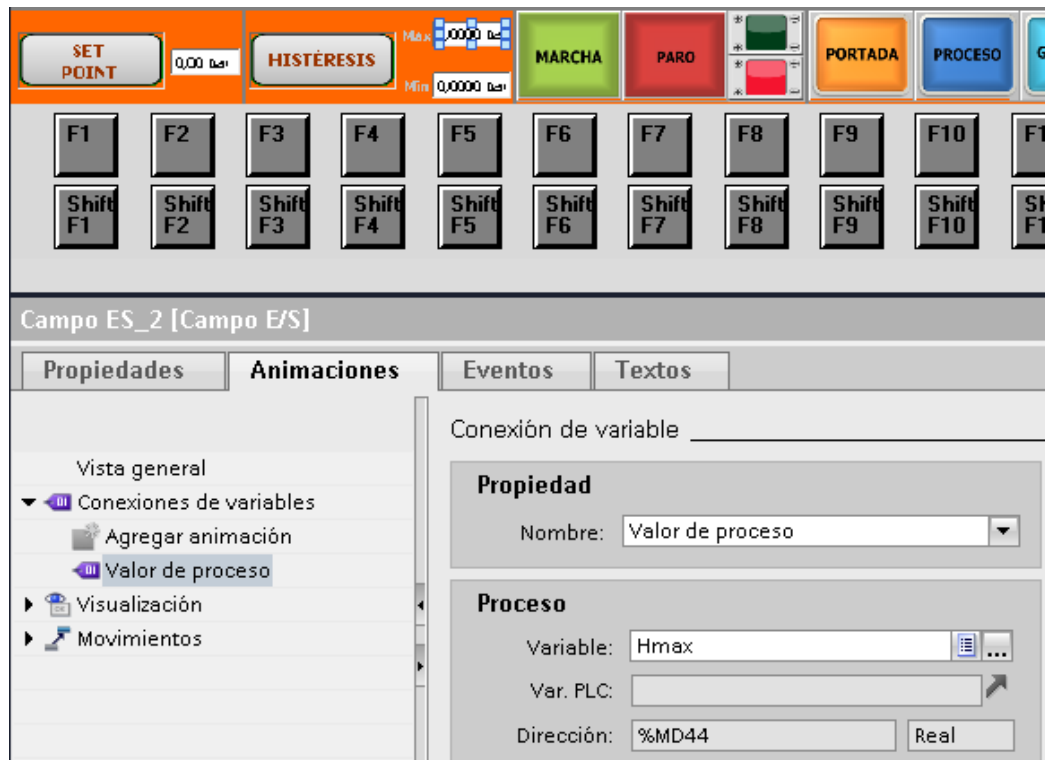 SET
POINT
0,00 bar
HISTÉRESIS
Max
Min 0,0000 bar
MARCHA
PARO
PORTADA
PROCESO
F1 F2 F3 F4 F5 F6 F7 F8 F9 F10 F1
Shift Shift Shift Shift Shift Shift Shift Shift Shift Shift
F1 F2 F3 F4 F5 F6 F7 F8 F9 F10 F1
Campo ES_2 [Campo E/S]
Propiedades Animaciones Eventos Textos
Vista general
Conexiones de variables
Agregar animación
Valor de proceso
Visualización
Movimientos
Conexión de variable
Propiedad
Nombre: Valor de proceso
Proceso
Variable: Hmax ...
Var. PLC:
Dirección: %MD44 Real